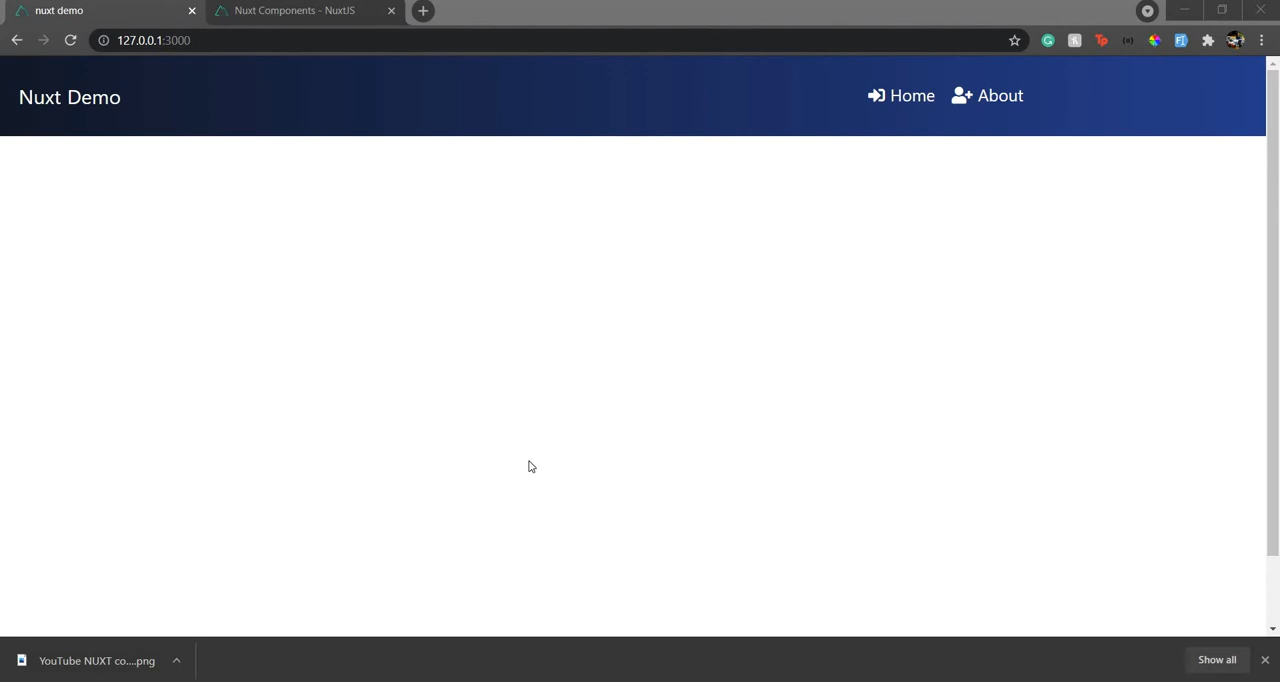 nuxt demo
Nuxt Components - NuxtJS
127.0.0.1:3000
Nuxt Demo
Home
About
YouTube NUXT co....png
Show all